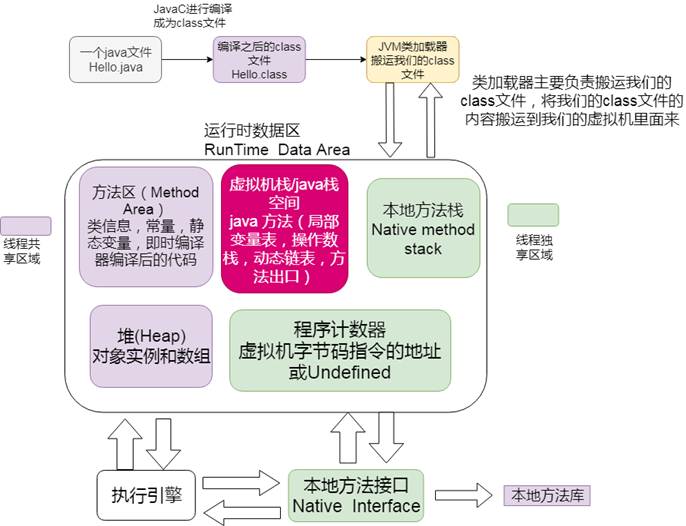 JavaC进行编译
成为class文件
一个java文件
Hello.java
编译之后的class
文件
Hello.class
JVM类加载器
搬运我们的class
文件
类加载器主要负责搬运我们的
class文件，将我们的class文件的
内容搬运到我们的虚拟机里面来
运行时数据区
RunTime Data Area
方法区（Method
Area）
类信息，常量，静
态变量，即时编译
器编译后的代码
虚拟机栈/java栈
空间
java 方法（局部
变量表，操作数
栈，动态链表，方
法出口）
本地方法栈
Native method
stack
线程共
享区域
线程独
享区域
堆(Heap)
对象实例和数组
程序计数器
虚拟机字节码指令的地址
或Undefined
执行引擎
本地方法接口
Native Interface
本地方法库